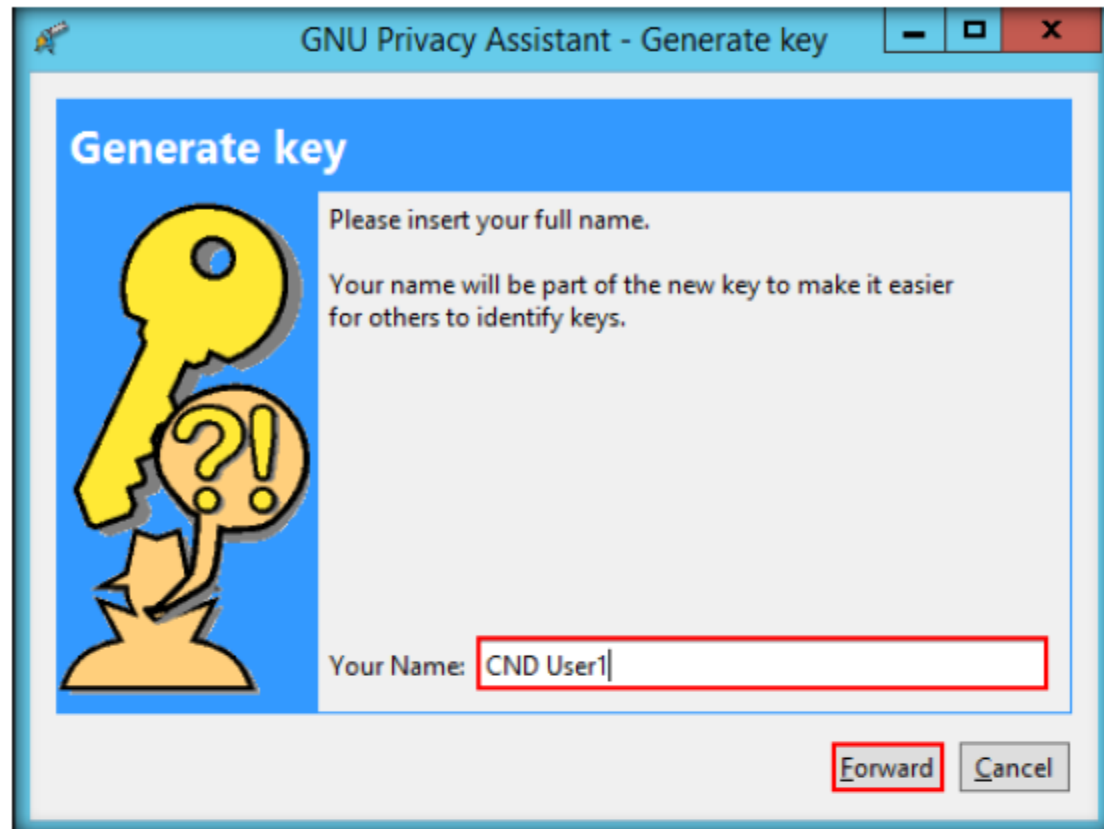 GNU Privacy Assistant - Generate key
Generate key
Please insert your full name.
Your name will be part of the new key to make it easier
for others to identify keys.
?!
Your Name: CND User1
Forward Cancel